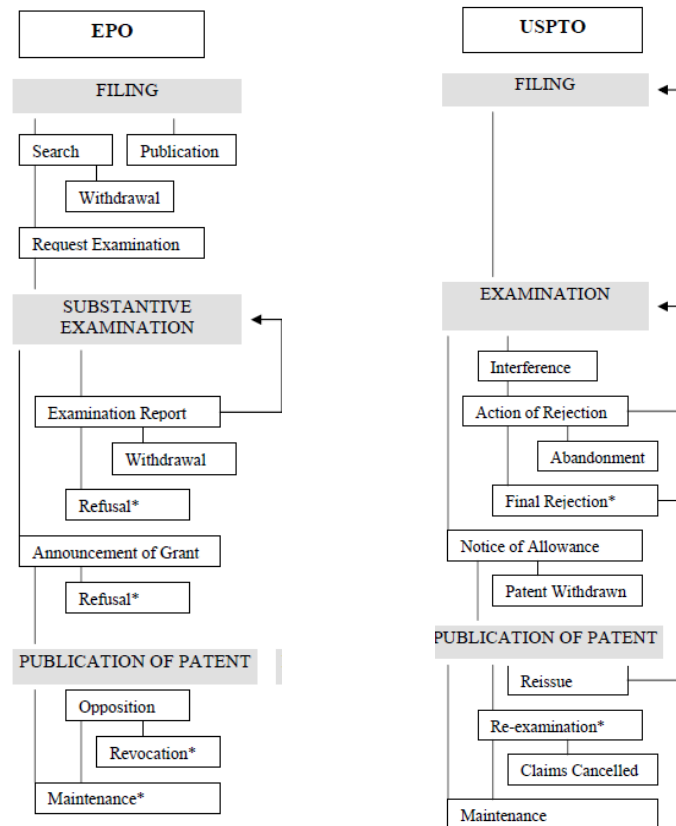 EPO
FILING
Search
Publication
Withdrawal
Request Examination
SUBSTANTIVE
EXAMINATION
Examination Report
Withdrawal
Refusal*
Announcement of Grant
Refusal*
PUBLICATION OF PATENT
Opposition
Revocation*
Maintenance*
USPTO
FILING
EXAMINATION
Interference
Action of Rejection
Abandonment
Final Rejection*
Notice of Allowance
Patent Withdrawn
PUBLICATION OF PATENT
Reissue
Re-examination*
Claims Cancelled
Maintenance